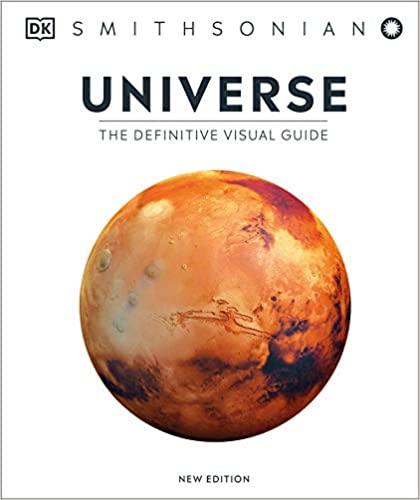 DK SMITHSONIAN
UNIVERSE
THE DEFINITIVE VISUAL GUIDE
NEW EDITION